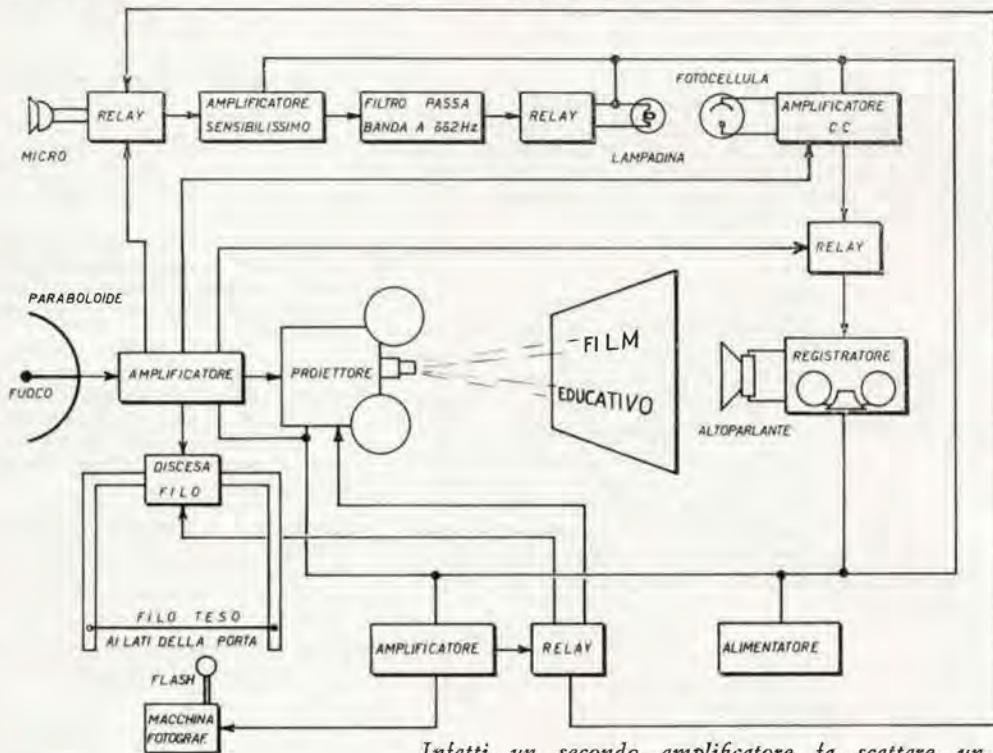 RELAY
MICRO
AMPLIFICATORE
SENSIBILISSIMO
FILTRO PASSA
BANDA A 662Hz
RELAY
LAMPADINA
FOTOCELLULA
AMPLIFICATORE
C C.
RELAY
PARABOLOIDE
FUOCO
AMPLIFICATORE
PROIETTORE
FILM
EDUCATIVO
REGISTRATORE
ALTOPARLANTE
DISCESA
FILO
FILO TESO
AI LATI DELLA PORTA
FLASH
MACCHINA
FOTOGRAF.
AMPLIFICATORE
RELAY
ALIMENTATORE
Infatti un secondo amplificatore fa scattare un